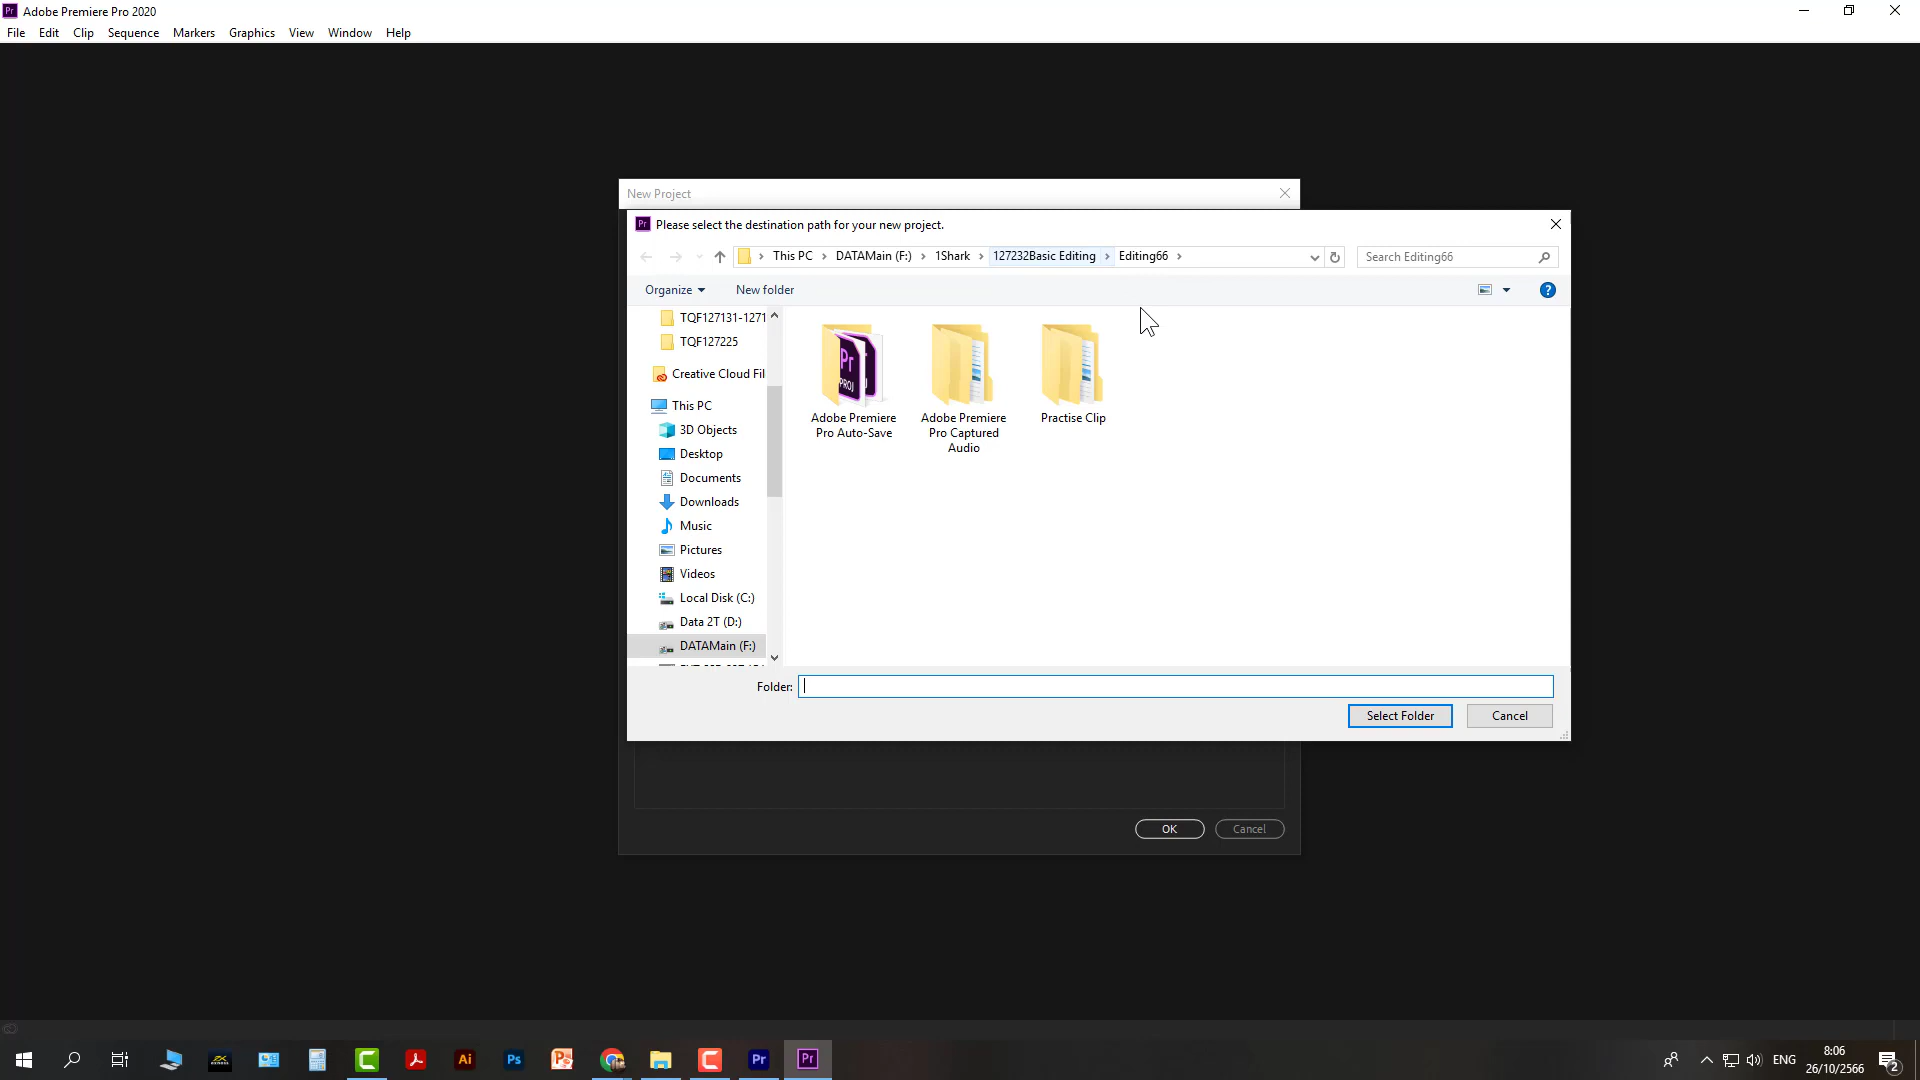 Adobe Premiere Pro 2020
File Edit Clip Sequence Markers Graphics View Window Help
New Project
Please select the destination path for your new project.
This PC DATAMain (F:) 1Shark 127232Basic Editing Editing66
Search Editing66
Organize New folder
TQF127131-1271
TQF127225
Creative Cloud Fil
This PC
3D Objects
Desktop
Documents
Downloads
Music
Pictures
Videos
Local Disk (C:)
Data 2T (D:)
DATAMain (F:)
Adobe Premiere
Pro Auto-Save
Adobe Premiere
Pro Captured
Audio
Practise Clip
Folder:
Select Folder Cancel
OK Cancel
ENG
8:06
26/10/2566
2